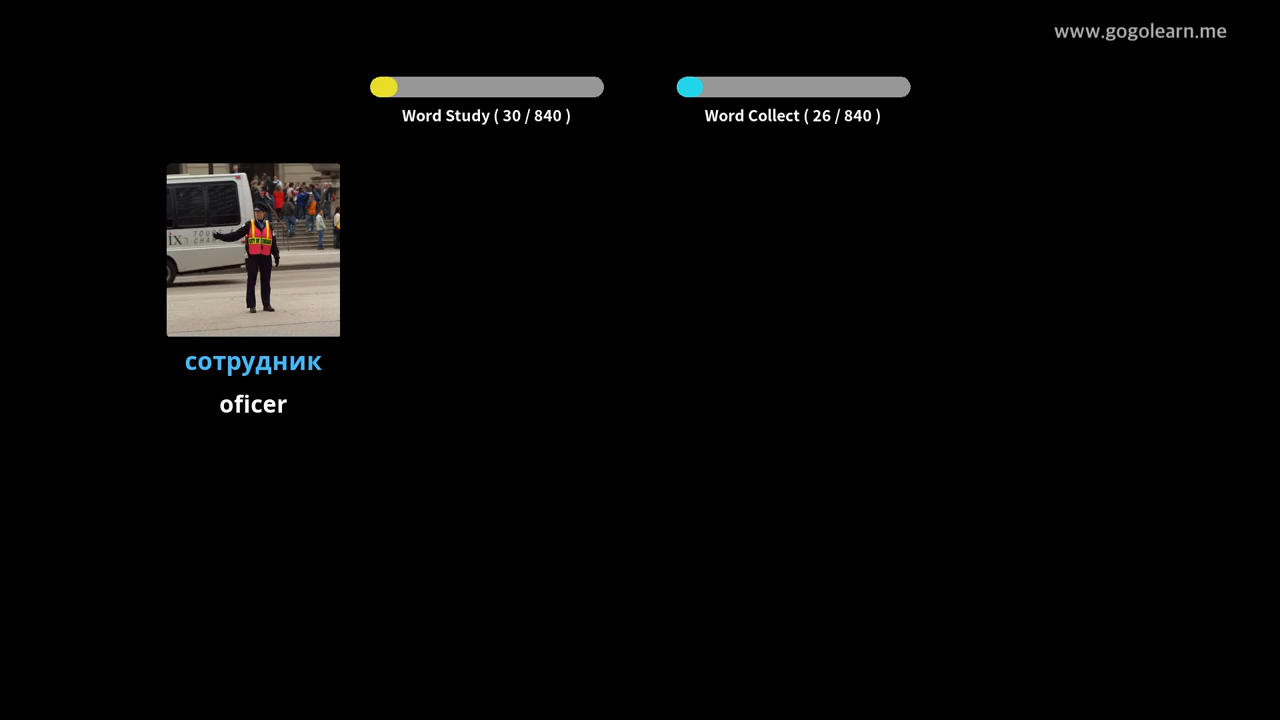 www.gogolearn.me
Word Study ( 30 / 840 )
Word Collect ( 26 / 840 )
сотрудник
oficer